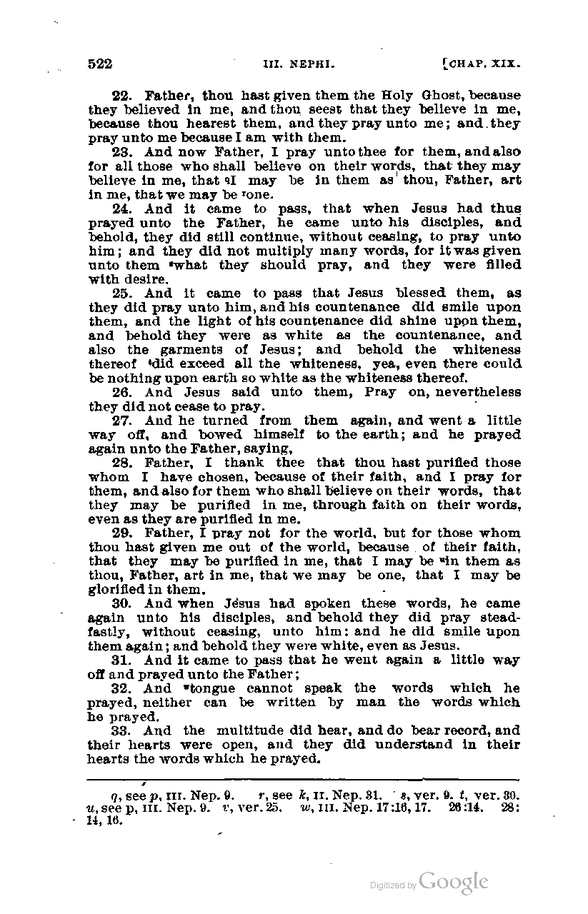 522 III. NEPHI. [CHAP. XIX.
22. Father, thou hast given them the Holy Ghost, because
they believed in me, and thou seest that they believe in me,
because thou hearest them, and they pray unto me; and they
pray unto me because I am with them.
23. And now Father, I pray unto thee for them, and also
for all those who shall believe on their words, that they may
believe in me, that qI may be in them as thou, Father, art
in me, that we may be rone.
24. And it came to pass, that when Jesus had thus
prayed unto the Father, he came unto his disciples, and
behold, they did still continue, without ceasing, to pray unto
him; and they did not multiply many words, for it was given
unto them swhat they should pray, and they were filled
with desire.
25. And it came to pass that Jesus blessed them, as
they did pray unto him, and his countenance did smile upon
them, and the light of his countenance did shine upon them,
and behold they were as white as the countenance, and
also the garments of Jesus; and behold the whiteness
thereof tdid exceed all the whiteness, yea, even there could
be nothing upon earth so white as the whiteness thereof.
26. And Jesus said unto them, Pray on, nevertheless
they did not cease to pray.
27. And he turned from them again, and went a little
way off, and bowed himself to the earth; and he prayed
again unto the Father, saying,
28. Father, I thank thee that thou hast purified those
whom I have chosen, because of their faith, and I pray for
them, and also for them who shall believe on their words, that
they may be purified in me, through faith on their words,
even as they are purified in me.
29. Father, I pray not for the world, but for those whom
thou hast given me out of the world, because of their faith,
that they may be purified in me, that I may be uin them as
thou, Father, art in me, that we may be one, that I may be
glorified in them.
30. And when Jesus had spoken these words, he came
again unto his disciples, and behold they did pray stead-
fastly, without ceasing, unto him; and he did smile upon
them again; and behold they were white, even as Jesus.
31. And it came to pass that he went again a little way
off and prayed unto the Father;
32. And wtongue cannot speak the words which he
prayed, neither can be written by man the words which
he prayed.
33. And the multitude did hear, and do bear record, and
their hearts were open, and they did understand in their
hearts the words which he prayed.
q, see p, III. Nep. 9. r, see k, II. Nep. 31. s, ver. 9. t, ver. 30.
u, see p, III. Nep. 9. v, ver. 25. w, III. Nep. 17:16, 17. 26:14. 28:
14, 16.
Digitized by Google